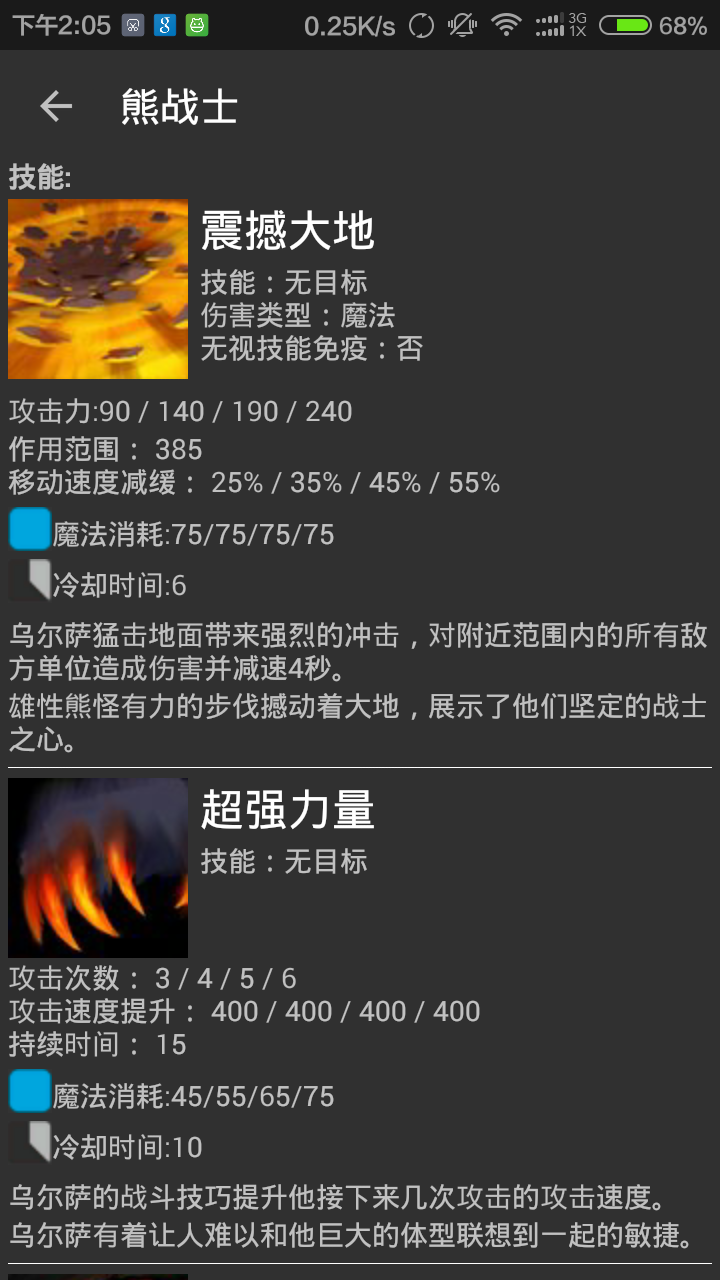 下午2:05 0.25K/s 3G 1X 68%
熊战士
技能:
震撼大地
技能：无目标
伤害类型：魔法
无视技能免疫：否
攻击力:90 / 140 / 190 / 240
作用范围： 385
移动速度减缓： 25% / 35% / 45% / 55%
魔法消耗:75/75/75/75
冷却时间:6
乌尔萨猛击地面带来强烈的冲击，对附近范围内的所有敌
方单位造成伤害并减速4秒。
雄性熊怪有力的步伐撼动着大地，展示了他们坚定的战士
之心。
超强力量
技能：无目标
攻击次数： 3 / 4 / 5 / 6
攻击速度提升： 400 / 400 / 400 / 400
持续时间： 15
魔法消耗:45/55/65/75
冷却时间:10
乌尔萨的战斗技巧提升他接下来几次攻击的攻击速度。
乌尔萨有着让人难以和他巨大的体型联想到一起的敏捷。